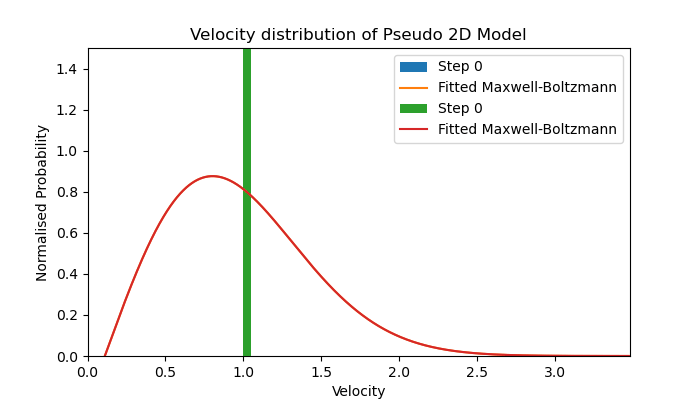 Velocity distribution of Pseudo 2D Model
Step 0
Fitted Maxwell-Boltzmann
Step 0
Fitted Maxwell-Boltzmann
Normalised Probability
1.4
1.2
1.0
0.8
0.6
0.4
0.2
0.0
0.0 0.5 1.0 1.5 2.0 2.5 3.0
Velocity